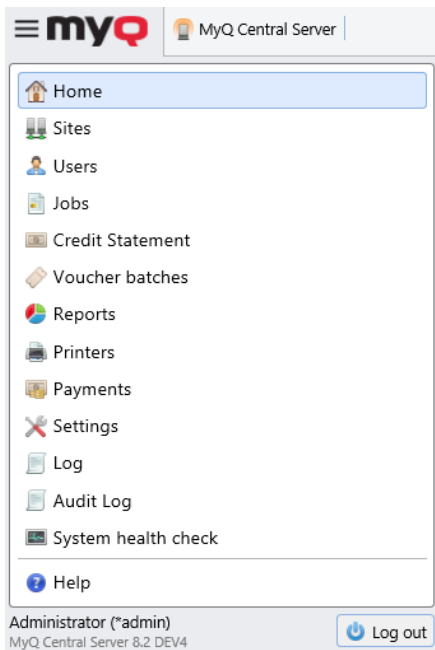 myQ
MyQ Central Server
Home
Sites
Users
Jobs
Credit Statement
Voucher batches
Reports
Printers
Payments
Settings
Log
Audit Log
System health check
Help
Administrator (*admin)
MyQ Central Server 8.2 DEV4
Log out